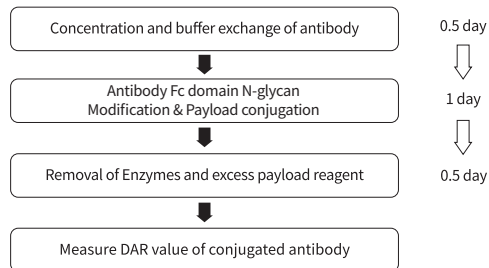 Concentration and buffer exchange of antibody
0.5 day
Antibody Fc domain N-glycan
Modification & Payload conjugation
1 day
Removal of Enzymes and excess payload reagent
0.5 day
Measure DAR value of conjugated antibody